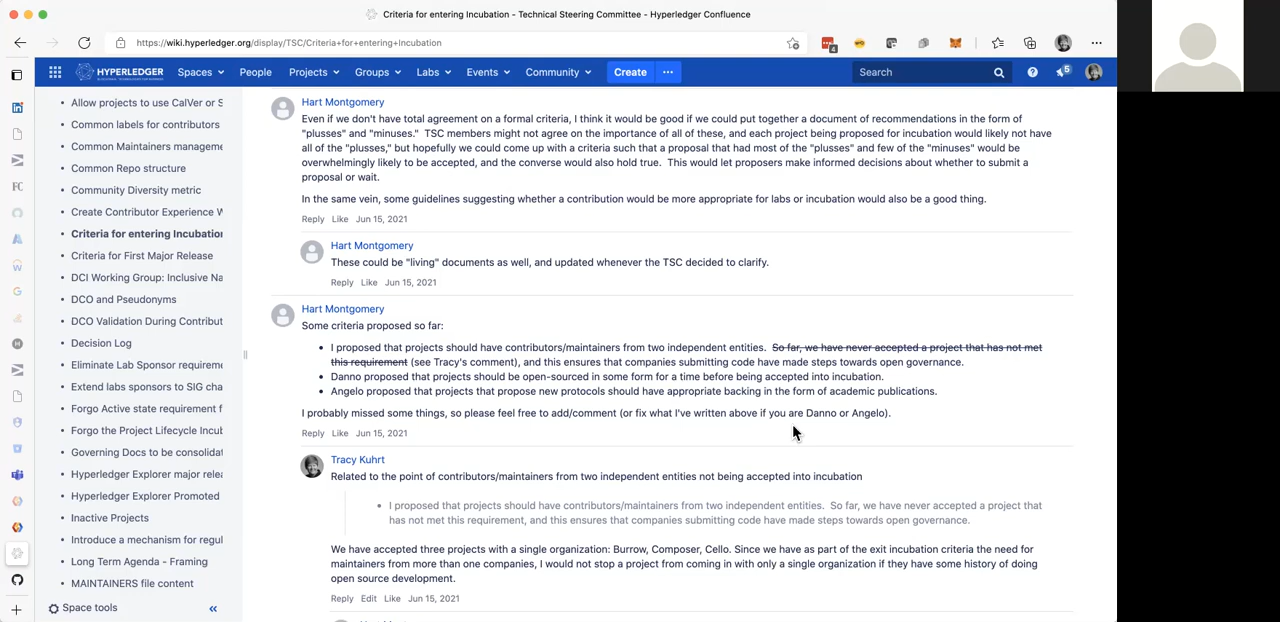 Criteria for entering Incubation - Technical Steering Committee - Hyperledger Confluence
https://wiki.hyperledger.org/display/TSC/Criteria+for+entering+Incubation
4
HYPERLEDGER
CONFLUENCE
Spaces
People
Projects
Groups
Labs
Events
Community
Create
Search
5
Allow projects to use CalVer or S
Common labels for contributors
Common Maintainers manageme
Common Repo structure
Community Diversity metric
Create Contributor Experience W
Criteria for entering Incubation
Criteria for First Major Release
DCI Working Group: Inclusive Na
DCO and Pseudonyms
DCO Validation During Contribut
Decision Log
Eliminate Lab Sponsor requireme
Extend labs sponsors to SIG cha
Forgo Active state requirement f
Forgo the Project Lifecycle Incub
Governing Docs to be consolidat
Hyperledger Explorer major relea
Hyperledger Explorer Promoted
Inactive Projects
Introduce a mechanism for regul
Long Term Agenda - Framing
MAINTAINERS file content
Space tools
Hart Montgomery
Even if we don't have total agreement on a formal criteria, I think it would be good if we could put together a document of recommendations in the form of
"plusses" and "minuses." TSC members might not agree on the importance of all of these, and each project being proposed for incubation would likely not have
all of the "plusses," but hopefully we could come up with a criteria such that a proposal that had most of the "plusses" and few of the "minuses" would be
overwhelmingly likely to be accepted, and the converse would also hold true. This would let proposers make informed decisions about whether to submit a
proposal or wait.
In the same vein, some guidelines suggesting whether a contribution would be more appropriate for labs or incubation would also be a good thing.
Reply Like Jun 15, 2021
Hart Montgomery
These could be "living" documents as well, and updated whenever the TSC decided to clarify.
Reply Like Jun 15, 2021
Hart Montgomery
Some criteria proposed so far:
I proposed that projects should have contributors/maintainers from two independent entities. So far, we have never accepted a project that has not met
this requirement (see Tracy's comment), and this ensures that companies submitting code have made steps towards open governance.
Danno proposed that projects should be open-sourced in some form for a time before being accepted into incubation.
Angelo proposed that projects that propose new protocols should have appropriate backing in the form of academic publications.
I probably missed some things, so please feel free to add/comment (or fix what I've written above if you are Danno or Angelo).
Reply Like Jun 15, 2021
Tracy Kuhrt
Related to the point of contributors/maintainers from two independent entities not being accepted into incubation
I proposed that projects should have contributors/maintainers from two independent entities. So far, we have never accepted a project that
has not met this requirement, and this ensures that companies submitting code have made steps towards open governance.
We have accepted three projects with a single organization: Burrow, Composer, Cello. Since we have as part of the exit incubation criteria the need for
maintainers from more than one companies, I would not stop a project from coming in with only a single organization if they have some history of doing
open source development.
Reply Edit Like Jun 15, 2021